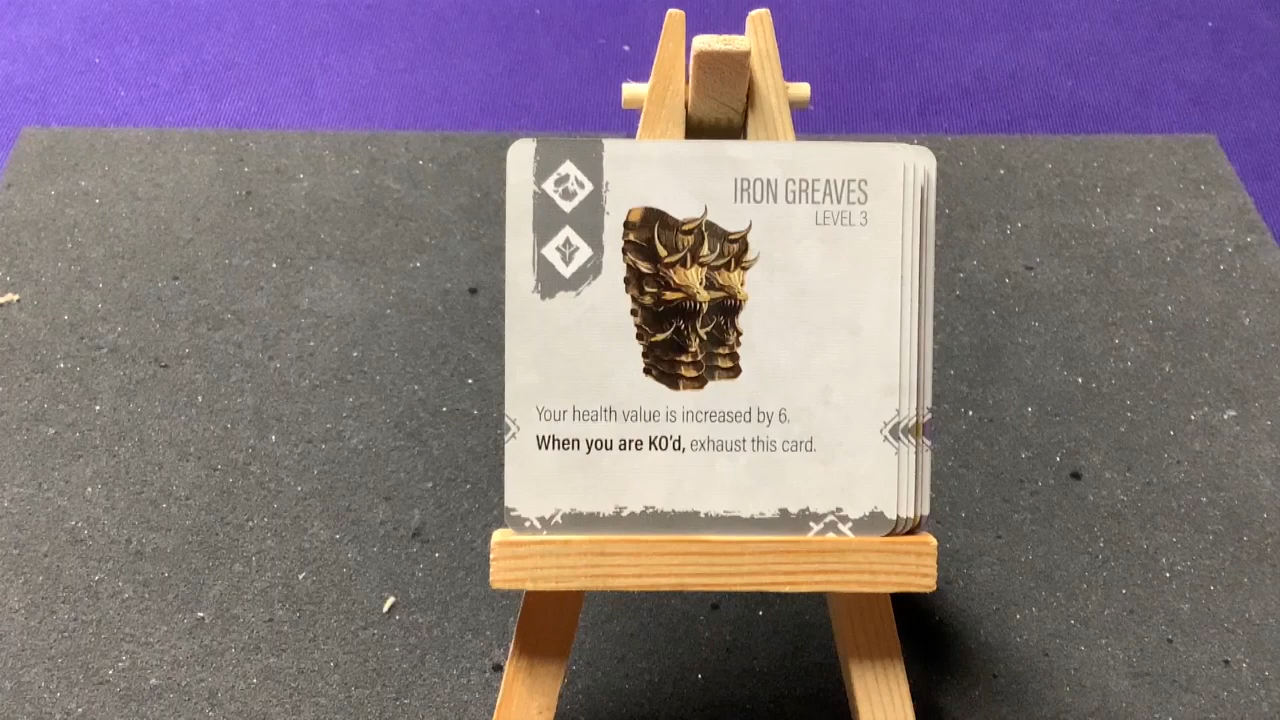 IRON GREAVES
LEVEL 3
Your health value is increased by 6.
When you are KO'd, exhaust this card.